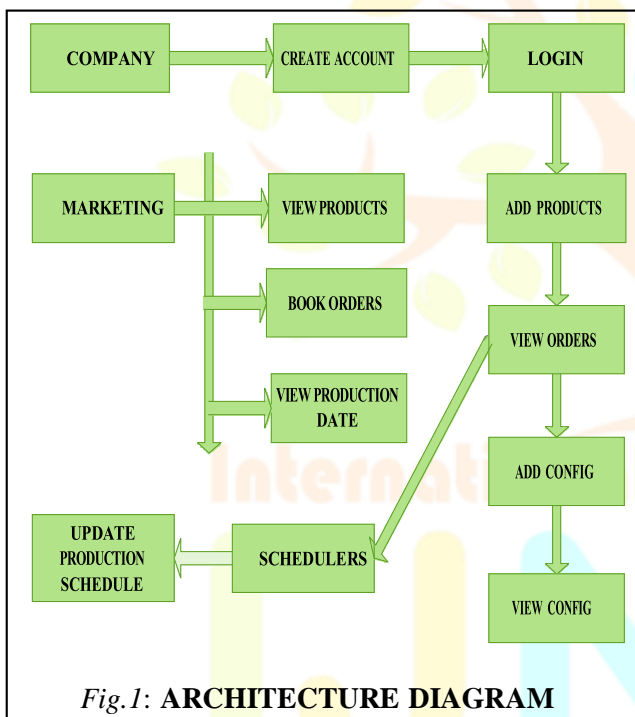 COMPANY
CREATE ACCOUNT
LOGIN
MARKETING
VIEW PRODUCTS
ADD PRODUCTS
BOOK ORDERS
VIEW ORDERS
VIEW PRODUCTION
DATE
Internati
ADD CONFIG
UPDATE
PRODUCTION
SCHEDULE
SCHEDULERS
VIEW CONFIG
Fig.1: ARCHITECTURE DIAGRAM